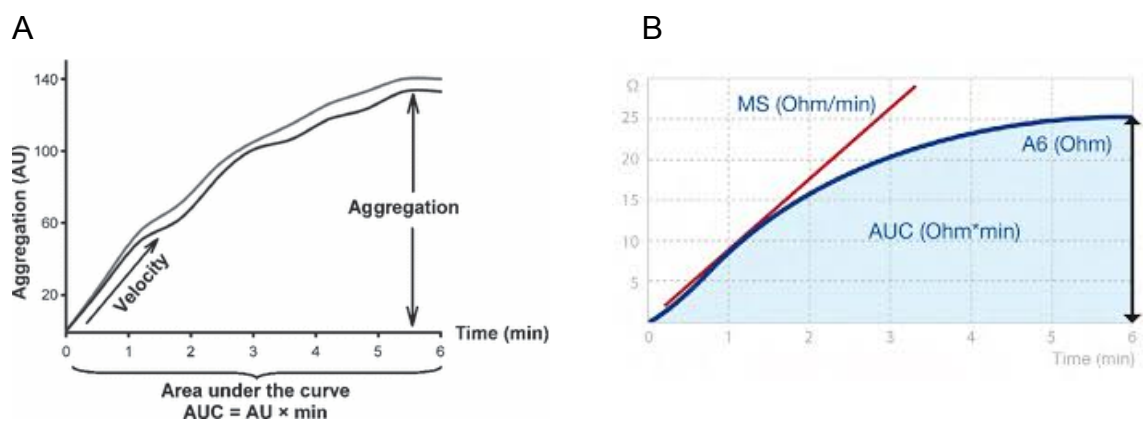 A
140
100
60
20
Aggregation (AU)
Velocity
Aggregation
0 1 2 3 4 5 6
Time (min)
Area under the curve
AUC = AU × min
B
Ω
25
20
15
10
5
MS (Ohm/min)
A6 (Ohm)
AUC (Ohm*min)
0 1 2 3 4 5 6
Time (min)